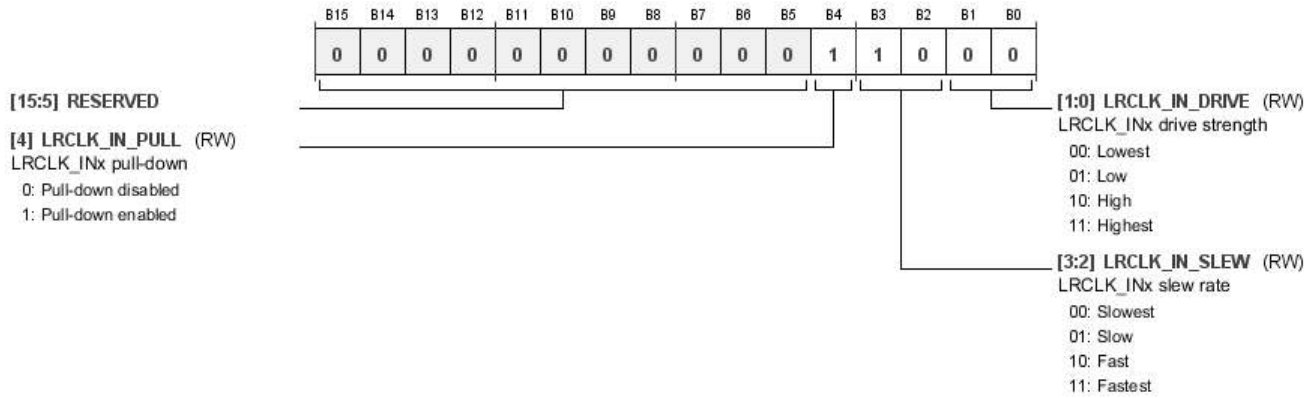 B15 B14 B13 B12 B11 B10 B9 B8 B7 B6 B5 B4 B3 B2 B1 B0
0 0 0 0 0 0 0 0 0 0 0 1 1 0 0 0
[15:5] RESERVED
[4] LRCLK_IN_PULL (RW)
LRCLK_INx pull-down
0: Pull-down disabled
1: Pull-down enabled
[1:0] LRCLK_IN_DRIVE (RW)
LRCLK_INx drive strength
00: Lowest
01: Low
10: High
11: Highest
[3:2] LRCLK_IN_SLEW (RW)
LRCLK_INx slew rate
00: Slowest
01: Slow
10: Fast
11: Fastest